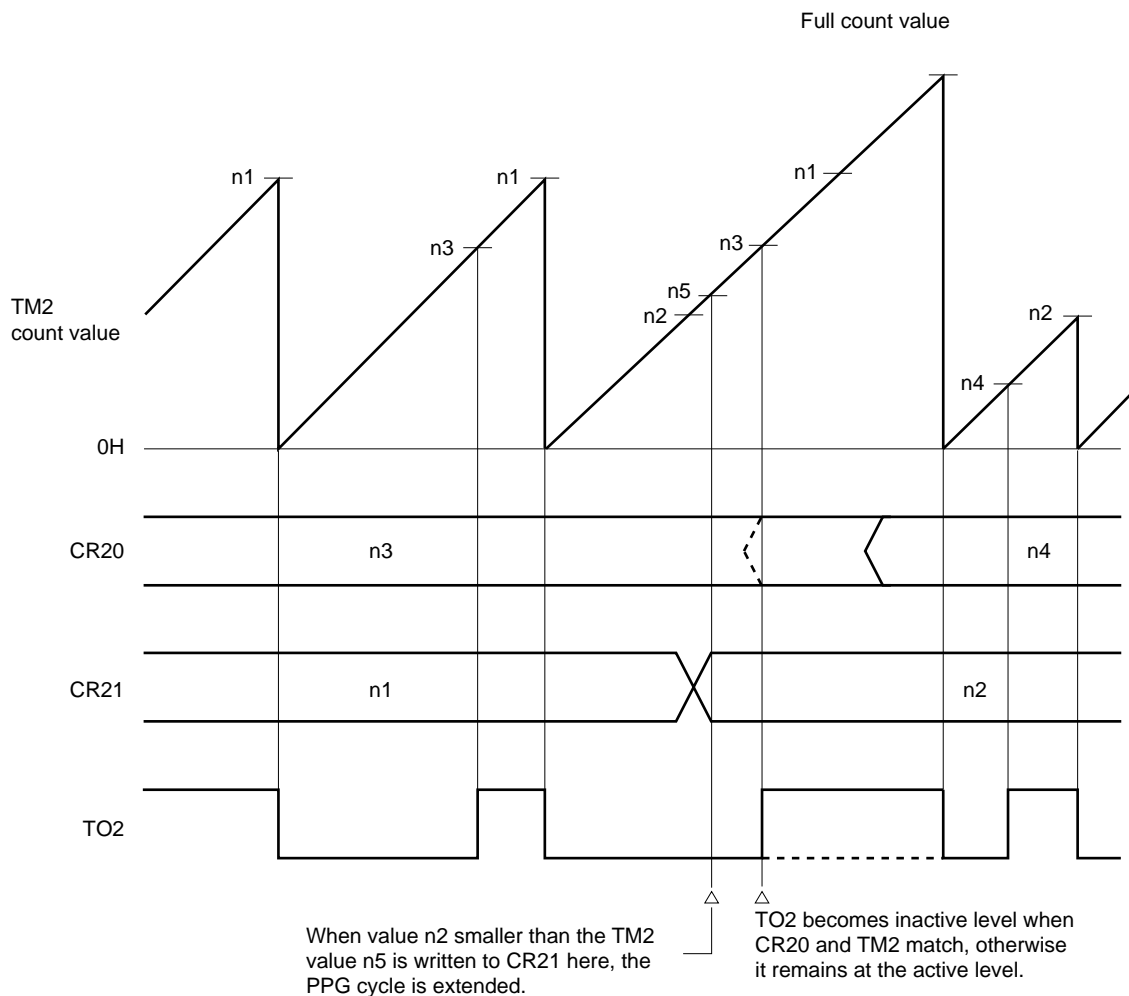 Full count value
n1
n1
n1
n3
n3
n5
n2
n2
n4
TM2
count value
0H
CR20
n3
n4
CR21
n1
n2
TO2
When value n2 smaller than the TM2
value n5 is written to CR21 here, the
PPG cycle is extended.
TO2 becomes inactive level when
CR20 and TM2 match, otherwise
it remains at the active level.